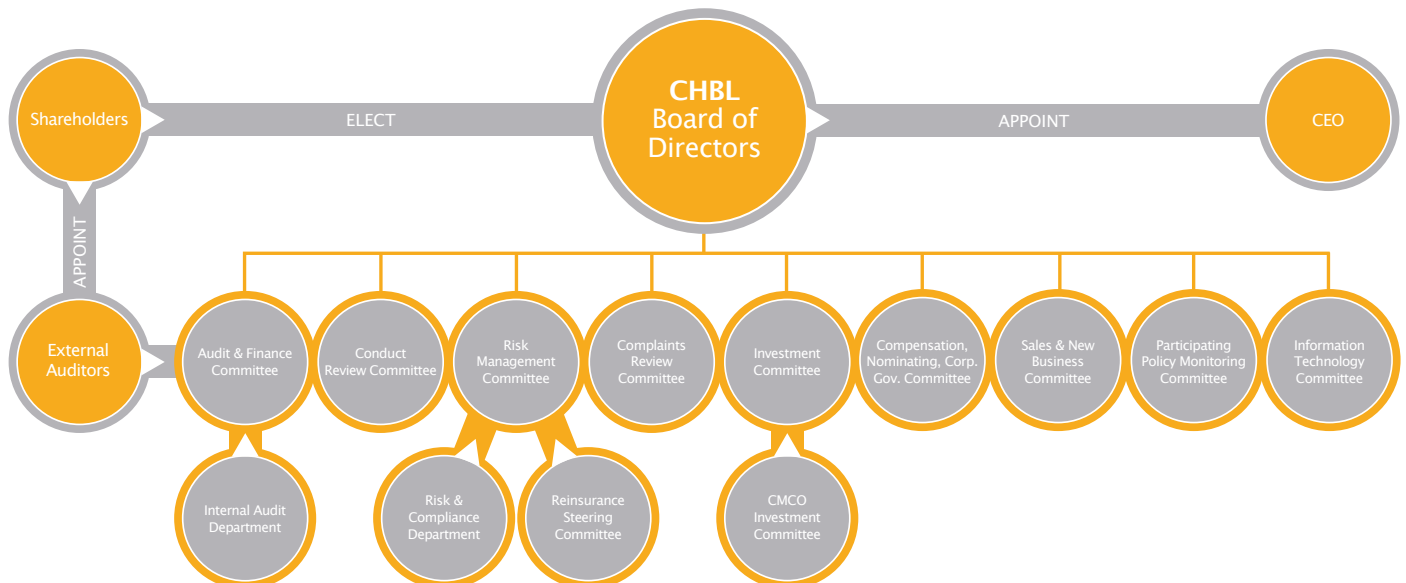 Shareholders
ELECT
CHBL
Board of
Directors
APPOINT
CEO
APPOINT
External
Auditors
Audit & Finance
Committee
Conduct
Review Committee
Risk
Management
Committee
Complaints
Review
Committee
Investment
Committee
Compensation,
Nominating, Corp.
Gov. Committee
Sales & New
Business
Committee
Participating
Policy Monitoring
Committee
Information
Technology
Committee
Internal Audit
Department
Risk &
Compliance
Department
Reinsurance
Steering
Committee
CMCO
Investment
Committee